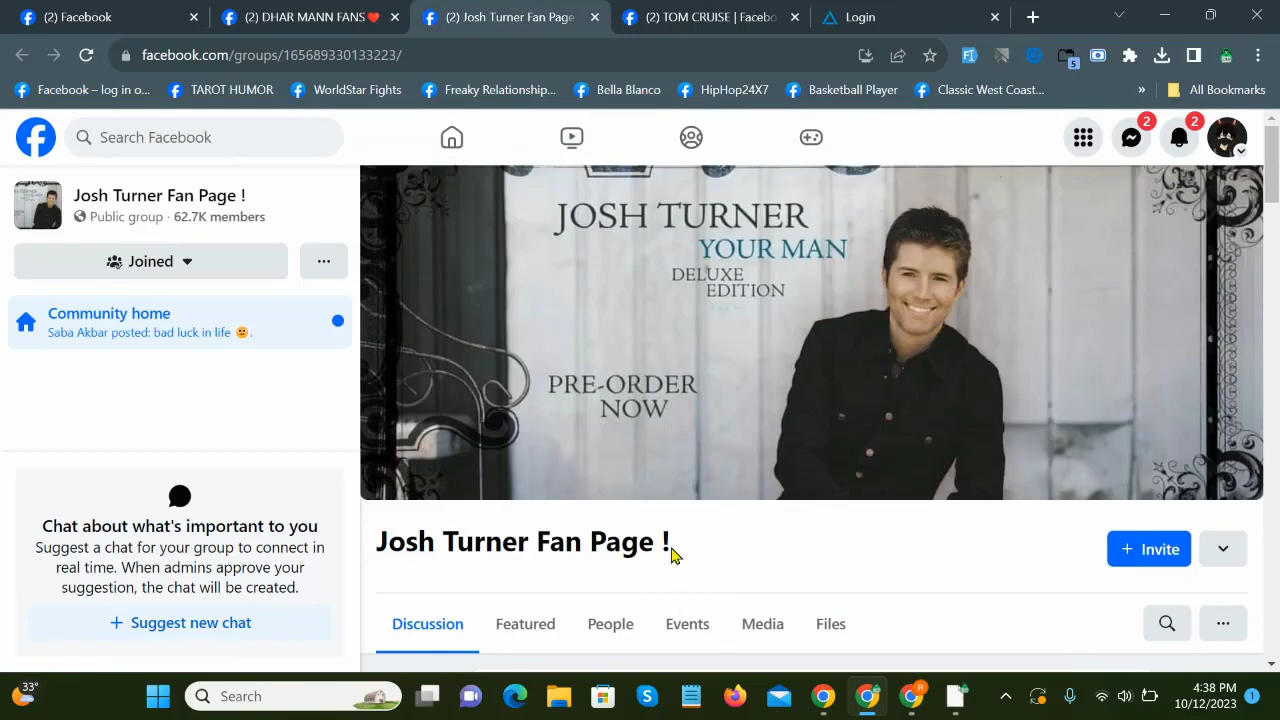 (2) Facebook
(2) DHAR MANN FANS❤️
(2) Josh Turner Fan Page
(2) TOM CRUISE | Facebo
Login
facebook.com/groups/165689330133223/
5
Facebook – log in o...
TAROT HUMOR
WorldStar Fights
Freaky Relationship...
Bella Blanco
HipHop24X7
Basketball Player
Classic West Coast...
»
All Bookmarks
Search Facebook
2
2
Josh Turner Fan Page !
Public group · 62.7K members
Joined
Community home
Saba Akbar posted: bad luck in life 🙁.
Chat about what's important to you
Suggest a chat for your group to connect in
real time. When admins approve your
suggestion, the chat will be created.
+ Suggest new chat
JOSH TURNER
YOUR MAN
DELUXE
EDITION
PRE-ORDER
NOW
Josh Turner Fan Page !
+ Invite
Discussion
Featured
People
Events
Media
Files
33°
Search
4:38 PM
10/12/2023
1